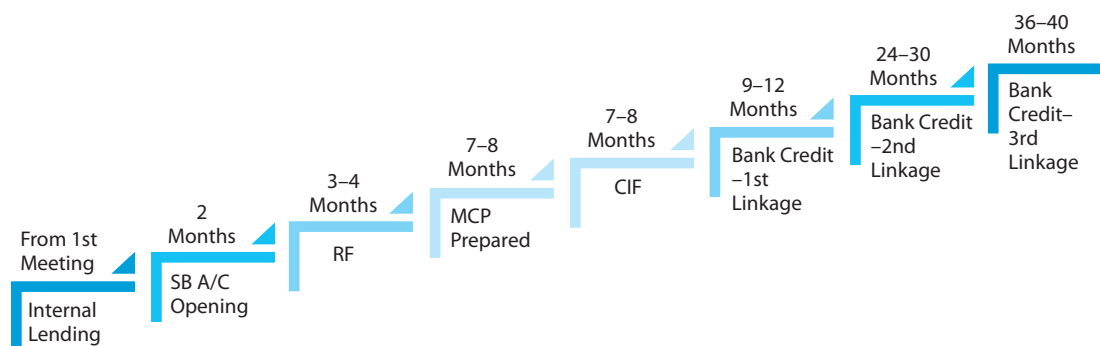 From 1st
Meeting
Internal
Lending
2
Months
SB A/C
Opening
3–4
Months
RF
7–8
Months
MCP
Prepared
7–8
Months
CIF
9–12
Months
Bank Credit
–1st
Linkage
24–30
Months
Bank Credit
–2nd
Linkage
36–40
Months
Bank
Credit–
3rd
Linkage